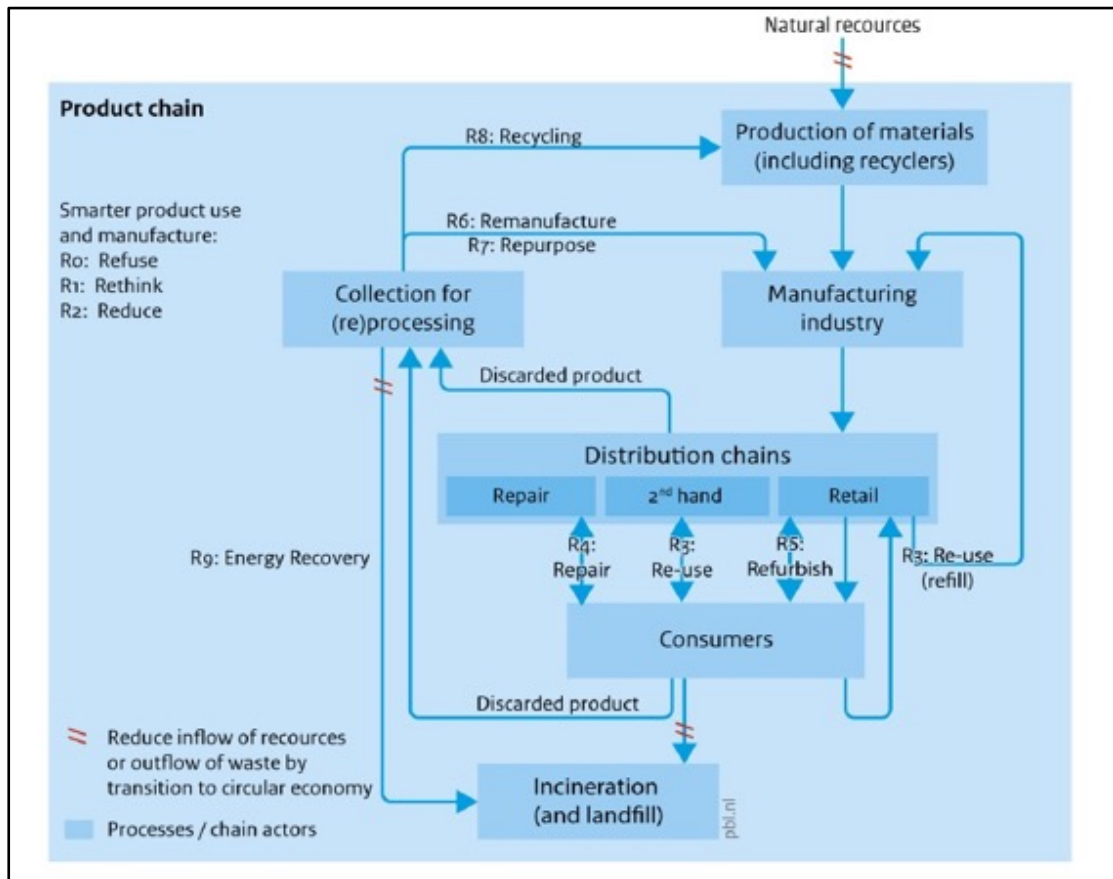 Natural recources
Product chain
Production of materials
(including recyclers)
R8: Recycling
Smarter product use
and manufacture:
R0: Refuse
R1: Rethink
R2: Reduce
R6: Remanufacture
R7: Repurpose
Collection for
(re)processing
Manufacturing
industry
Discarded product
Distribution chains
Repair
2nd hand
Retail
R9: Energy Recovery
R4:
Repair
R3:
Re-use
R5:
Refurbish
R3: Re-use
(refill)
Consumers
Discarded product
Reduce inflow of recources
or outflow of waste by
transition to circular economy
Incineration
(and landfill)
pbl.nl
Processes / chain actors